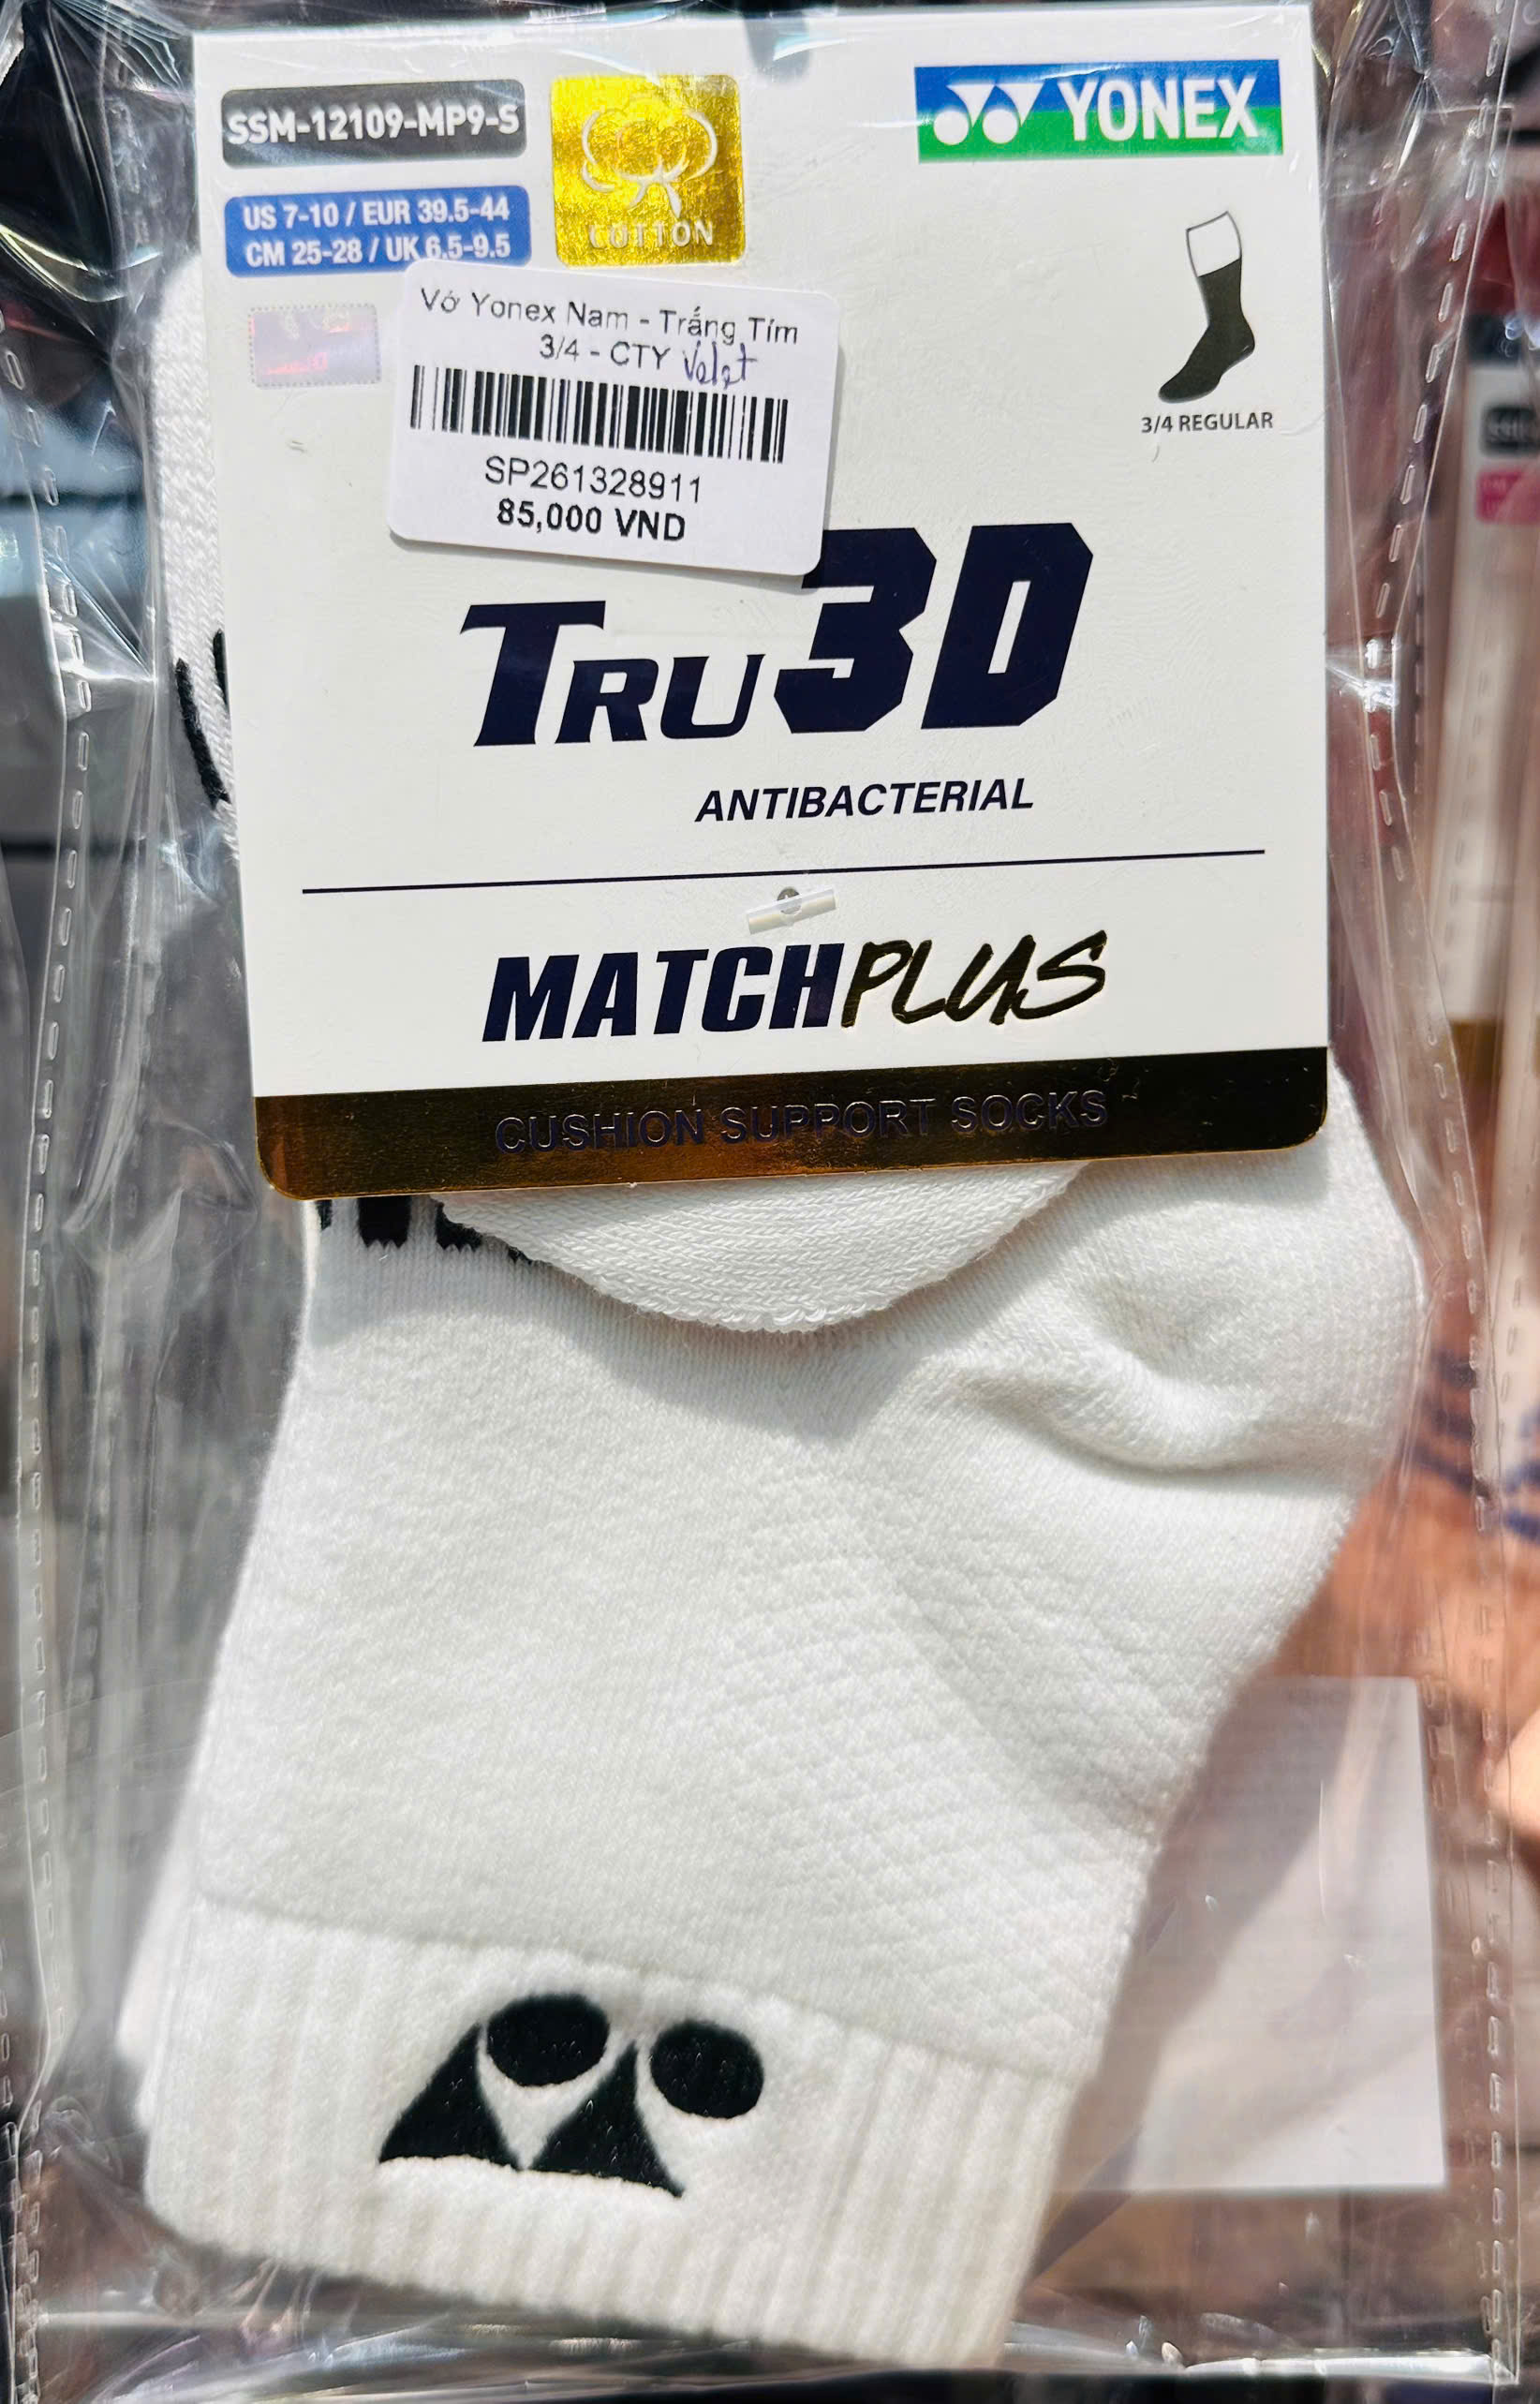 SSM-12109-MP9-S
US 7-10 / EUR 39.5-44
CM 25-28 / UK 6.5-9.5
COTTON
YONEX
3/4 REGULAR
Vớ Yonex Nam - Trắng Tím
3/4 - CTY
SP261328911
85,000 VND
TRU3D
ANTIBACTERIAL
MATCHPLUS
CUSHION SUPPORT SOCKS